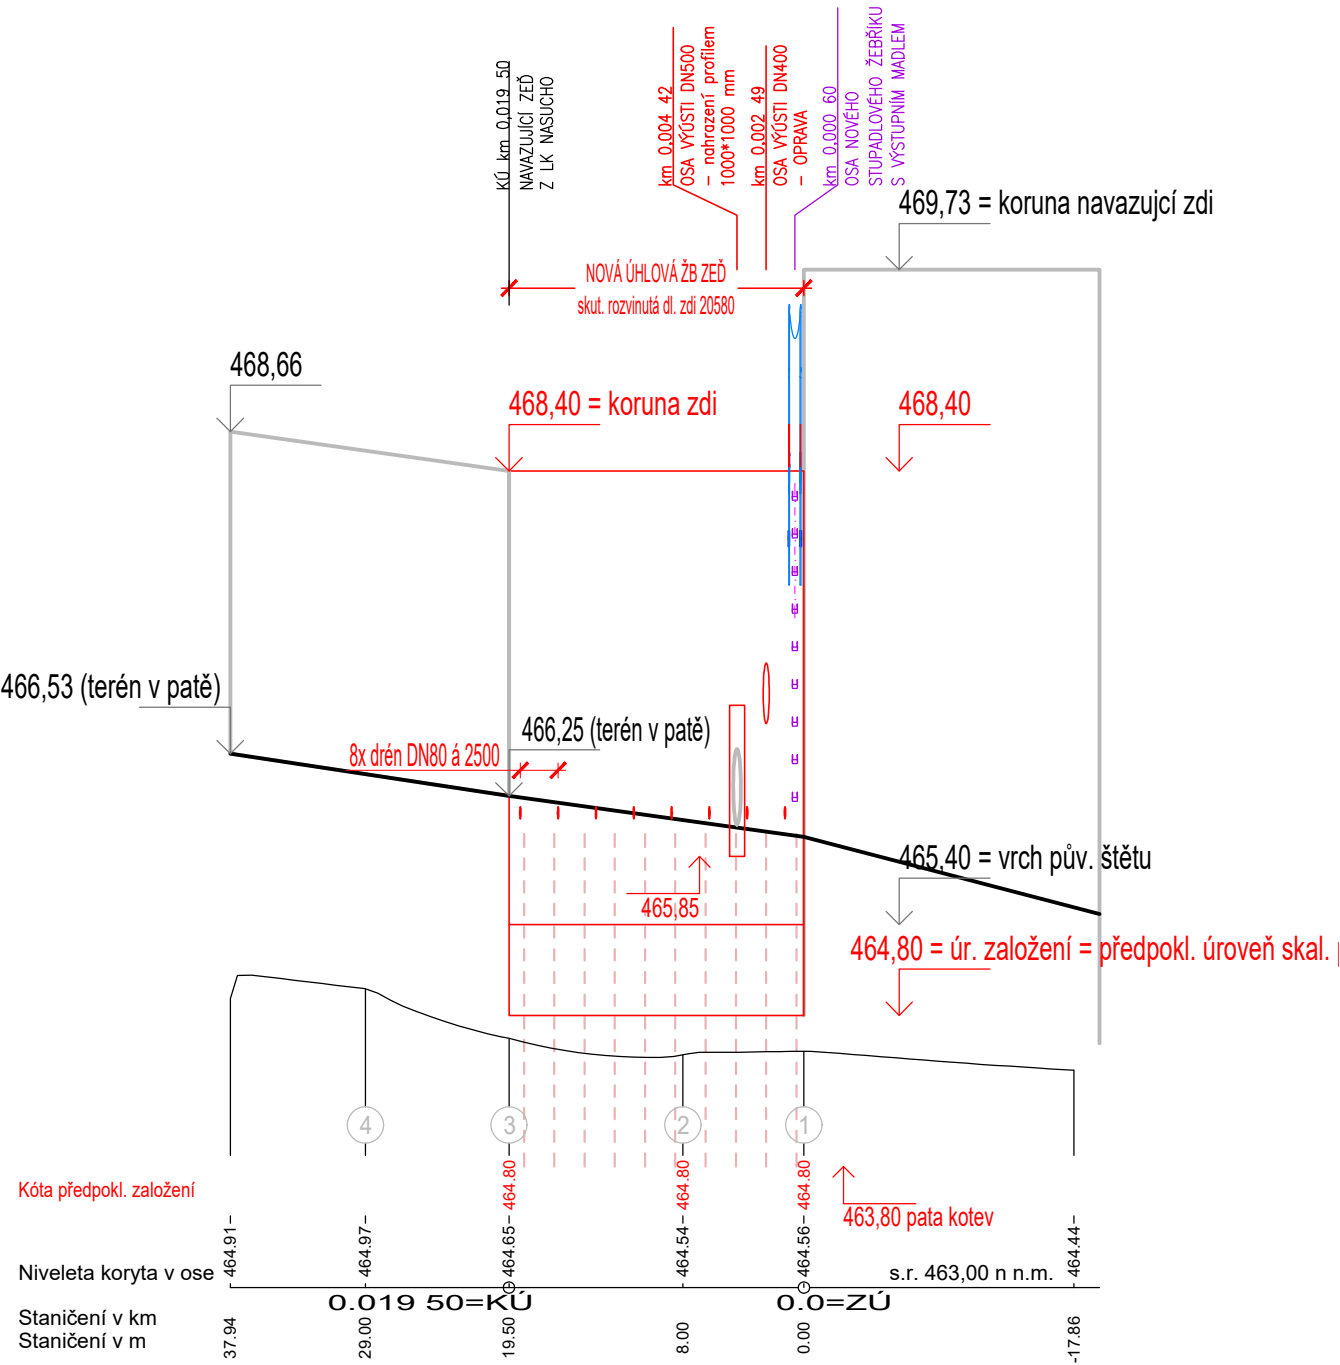 KÚ km 0,019 50
NAVAZUJÍCÍ ZEĎ
Z LK NASUCHO
km 0,004 42
OSA VÝÚSTI DN500
– nahrazení profilem
1000*1000 mm
km 0,002 49
OSA VÝÚSTI DN400
– OPRAVA
km 0,000 60
OSA NOVÉHO
STUPADLOVÉHO ŽEBŘÍKU
S VÝSTUPNÍM MADLEM
469,73 = koruna navazujcí zdi
NOVÁ ÚHLOVÁ ŽB ZEĎ
skut. rozvinutá dl. zdi 20580
468,66
468,40 = koruna zdi
468,40
466,53 (terén v patě)
466,25 (terén v patě)
8x drén DN80 á 2500
465,40 = vrch pův. štětu
465,85
464,80 = úr. založení = předpokl. úroveň skal.
4
3
2
1
Kóta předpokl. založení
464.80
464.80
464.80
463,80 pata kotev
Niveleta koryta v ose
464.91
464.97
464.65
464.54
464.56
464.44
s.r. 463,00 n n.m.
0.019 50=KÚ
0.0=ZÚ
Staničení v km
Staničení v m
37.94
29.00
19.50
8.00
0.00
-17.86